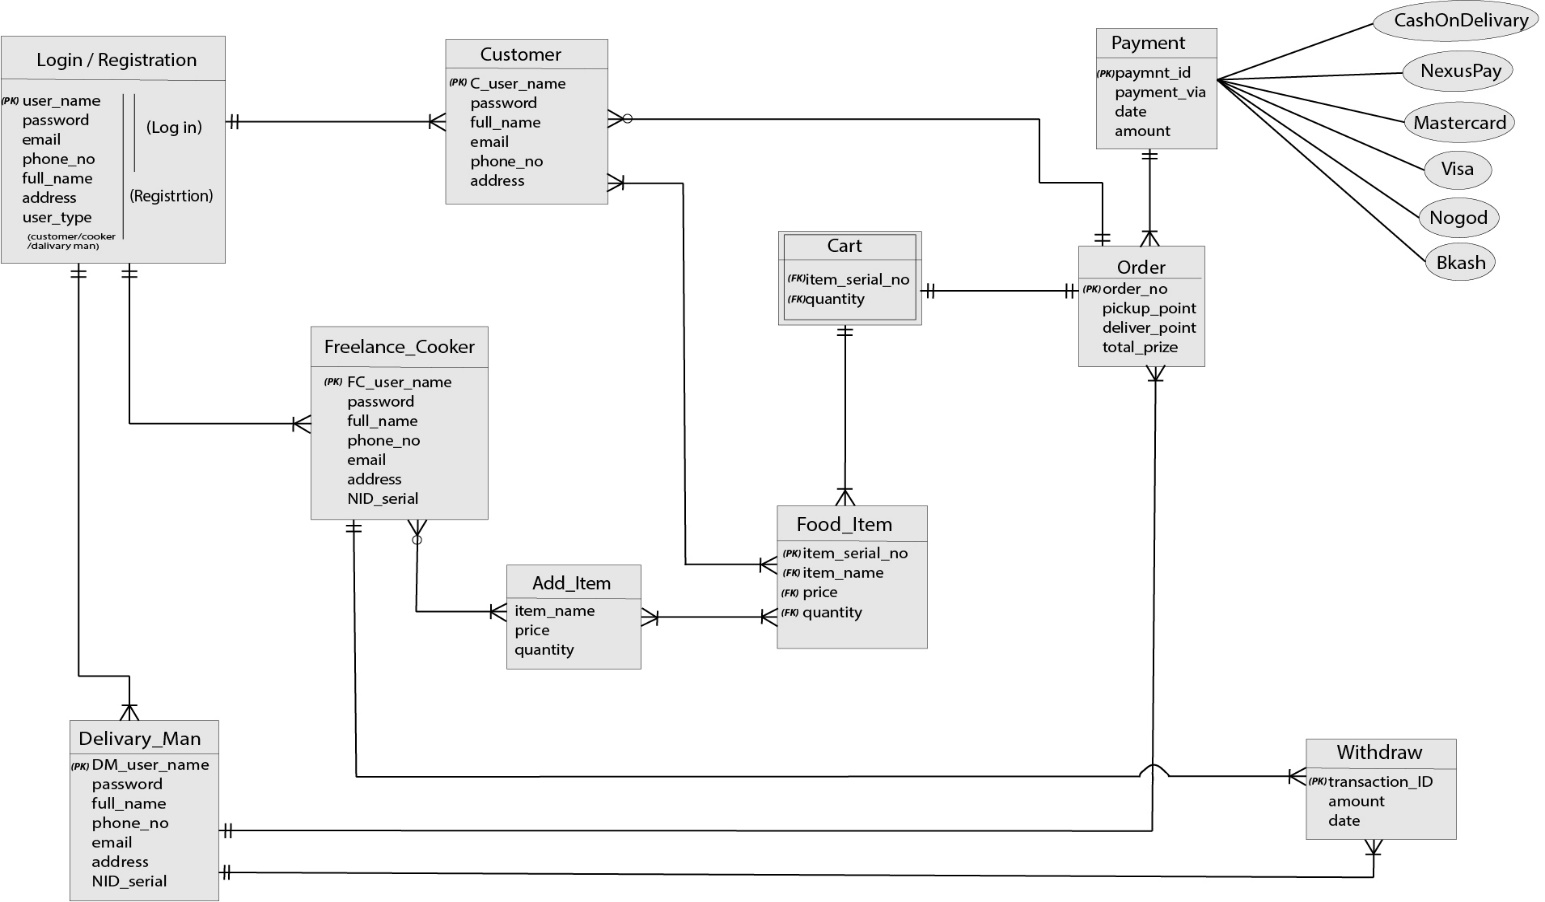 Login / Registration
(PK) user_name
password
email
phone_no
full_name
address
user_type
(customer/cooker
/dalivary man)
(Log in)
(Registrtion)
Customer
(PK) C_user_name
password
full_name
email
phone_no
address
Payment
(PK) paymnt_id
payment_via
date
amount
CashOnDelivary
NexusPay
Mastercard
Visa
Nogod
Bkash
Cart
(FK) item_serial_no
(FK) quantity
Order
(PK) order_no
pickup_point
deliver_point
total_prize
Freelance_Cooker
(PK) FC_user_name
password
full_name
phone_no
email
address
NID_serial
Add_Item
item_name
price
quantity
Food_Item
(PK) item_serial_no
(FK) item_name
(FK) price
(FK) quantity
Delivary_Man
(PK) DM_user_name
password
full_name
phone_no
email
address
NID_serial
Withdraw
(PK) transaction_ID
amount
date